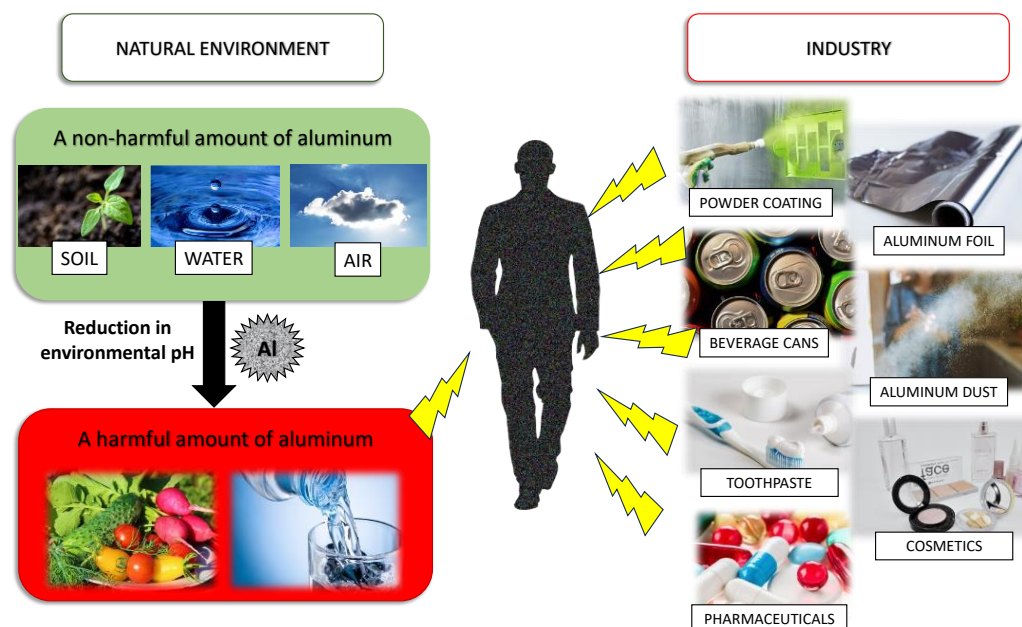 NATURAL ENVIRONMENT
INDUSTRY
A non-harmful amount of aluminum
SOIL
WATER
AIR
Reduction in
environmental pH
Al
A harmful amount of aluminum
POWDER COATING
ALUMINUM FOIL
BEVERAGE CANS
ALUMINUM DUST
TOOTHPASTE
face
COSMETICS
PHARMACEUTICALS